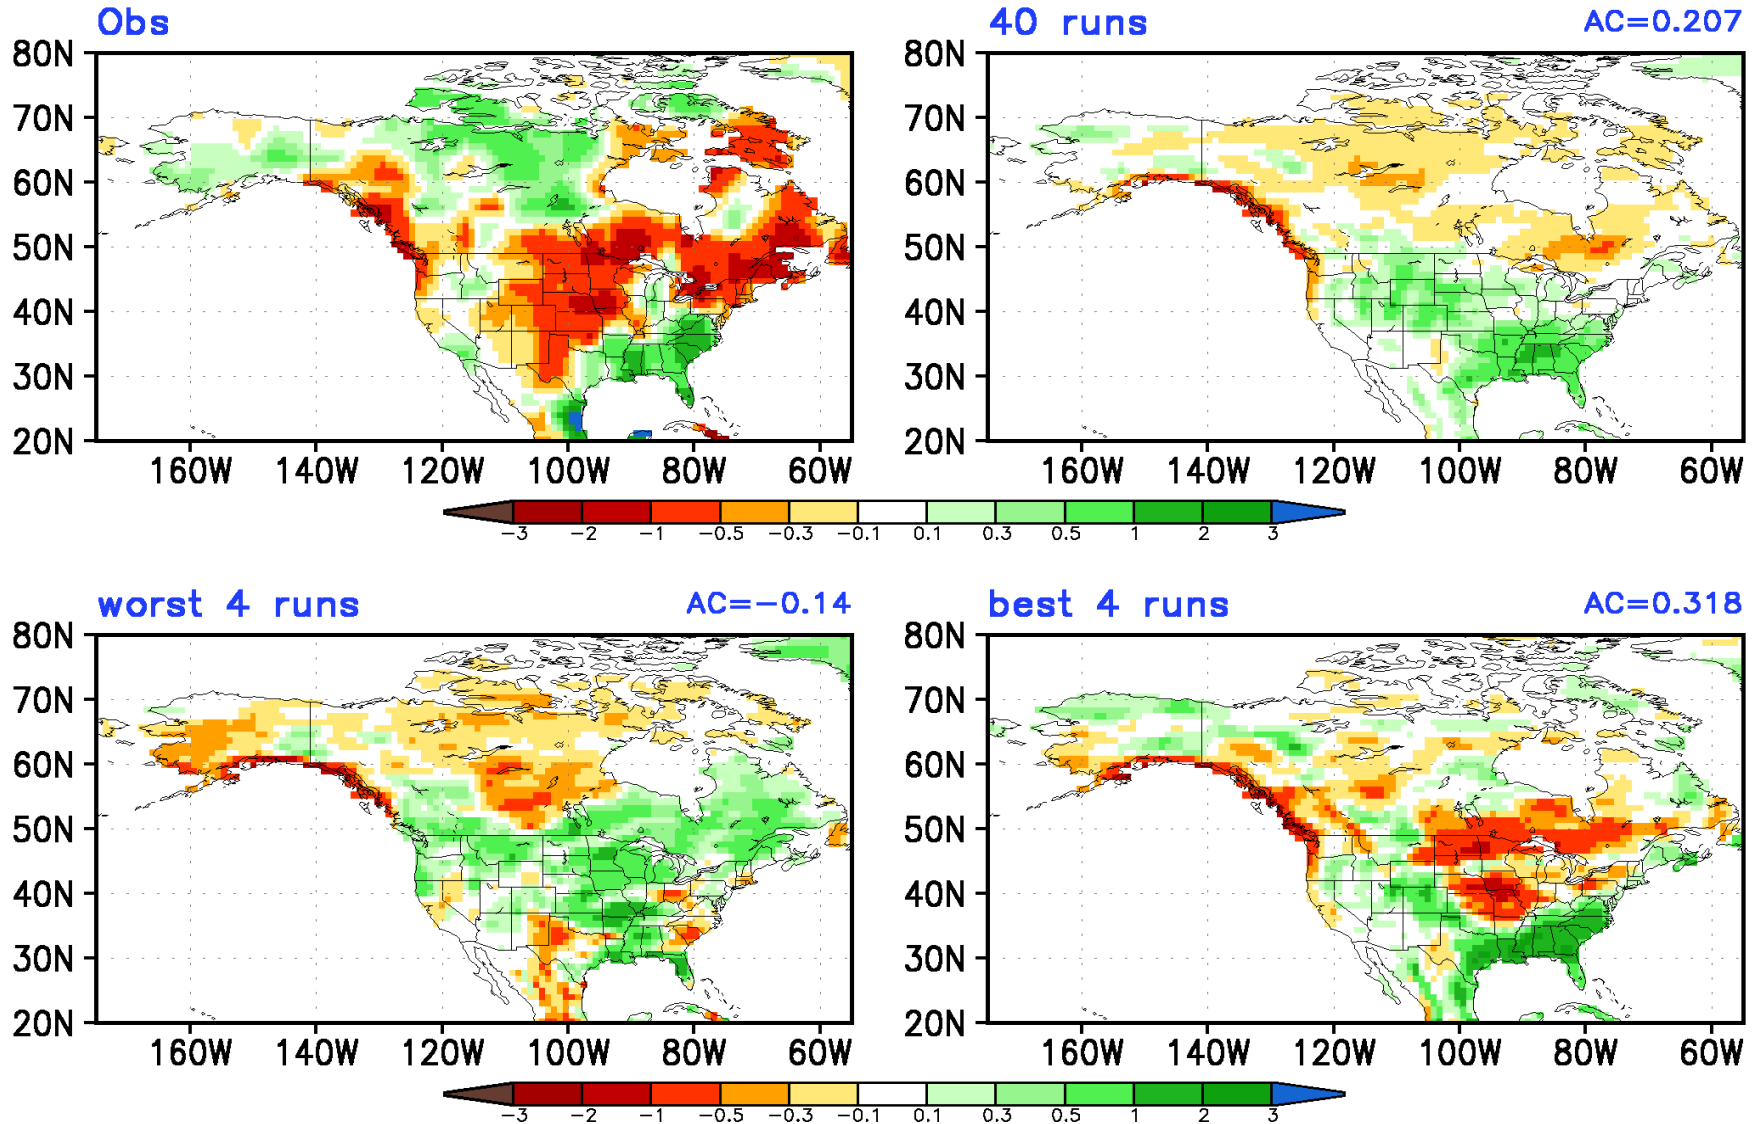 Obs
40 runs AC=0.207
80N 80N
70N 70N
60N 60N
50N 50N
40N 40N
30N 30N
20N 20N
160W 140W 120W 100W 80W 60W 160W 140W 120W 100W 80W 60W
-3 -2 -1 -0.5 -0.3 -0.1 0.1 0.3 0.5 1 2 3
worst 4 runs AC=-0.14
best 4 runs AC=0.318
80N 80N
70N 70N
60N 60N
50N 50N
40N 40N
30N 30N
20N 20N
160W 140W 120W 100W 80W 60W 160W 140W 120W 100W 80W 60W
-3 -2 -1 -0.5 -0.3 -0.1 0.1 0.3 0.5 1 2 3